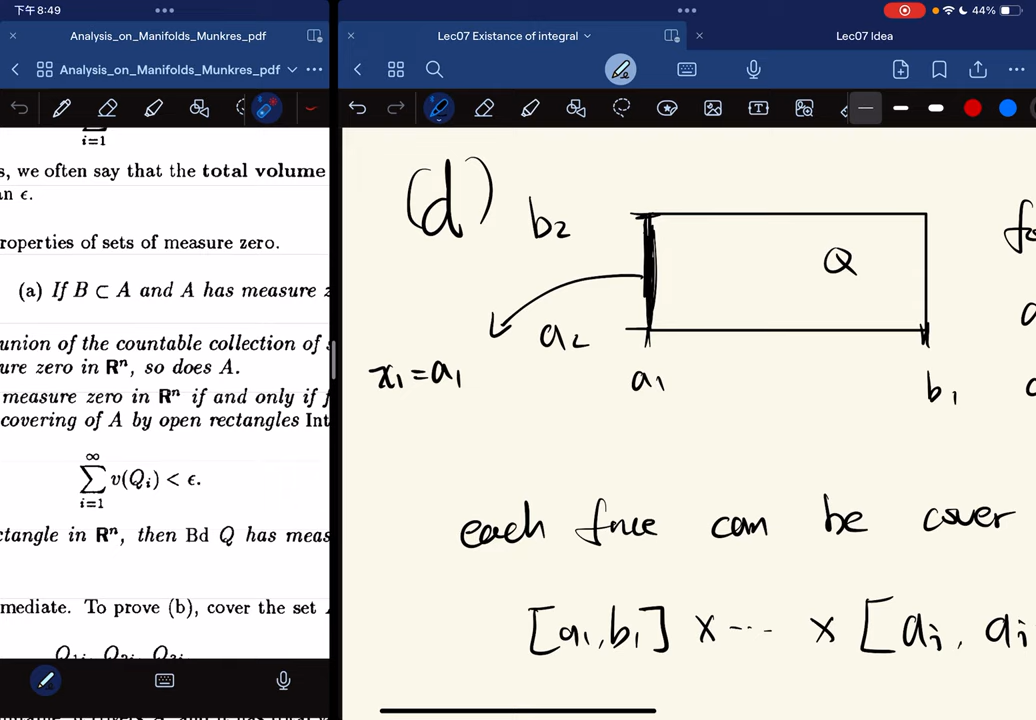 下午8:49
44%
Analysis_on_Manifolds_Munkres_pdf
Analysis_on_Manifolds_Munkres_pdf
i=1
s, we often say that the total volume
an ϵ.
roperties of sets of measure zero.
(a) If B ⊂ A and A has measure z
union of the countable collection of s
ure zero in Rⁿ, so does A.
measure zero in Rⁿ if and only if f
covering of A by open rectangles Int
∞
∑ v(Qᵢ) < ϵ.
i=1
ctangle in Rⁿ, then Bd Q has meas
mediate. To prove (b), cover the set
Lec07 Existance of integral
Lec07 Idea
(d)
b₂
Q
a₂
x₁=a₁
a₁
b₁
each face can be cover
[a₁,b₁] x ... x [aᵢ, aᵢ